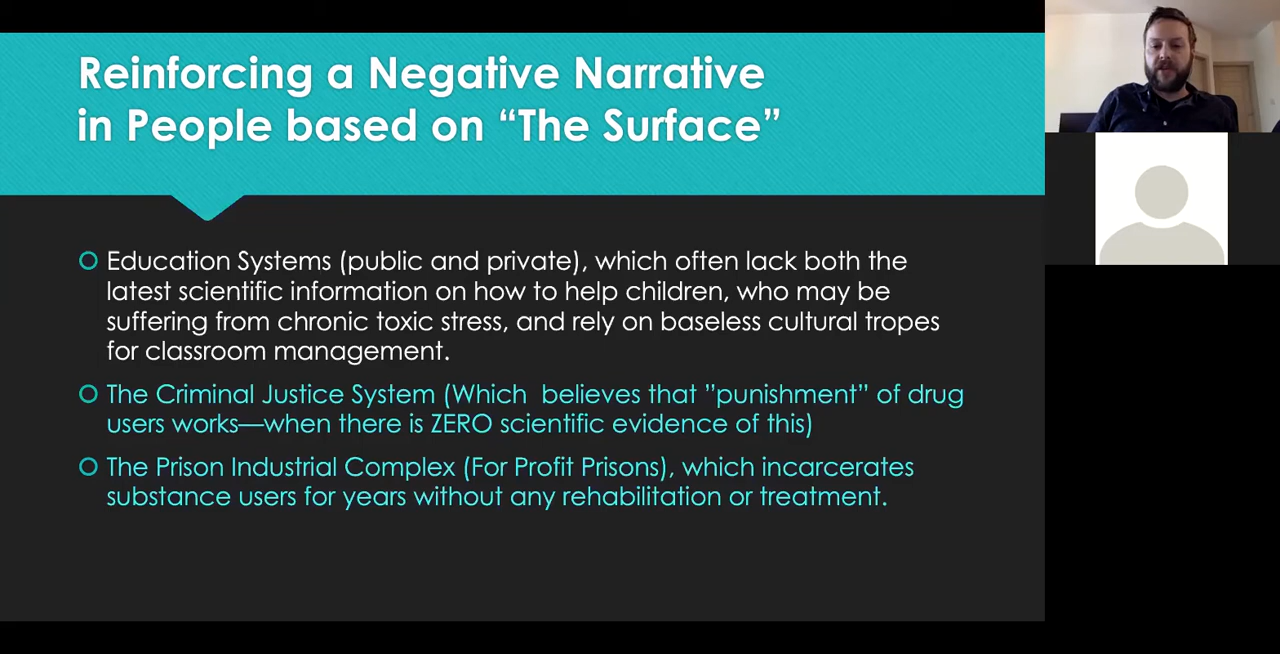 Reinforcing a Negative Narrative
in People based on “The Surface”
Education Systems (public and private), which often lack both the
latest scientific information on how to help children, who may be
suffering from chronic toxic stress, and rely on baseless cultural tropes
for classroom management.
The Criminal Justice System (Which  believes that ”punishment” of drug
users works—when there is ZERO scientific evidence of this)
The Prison Industrial Complex (For Profit Prisons), which incarcerates
substance users for years without any rehabilitation or treatment.